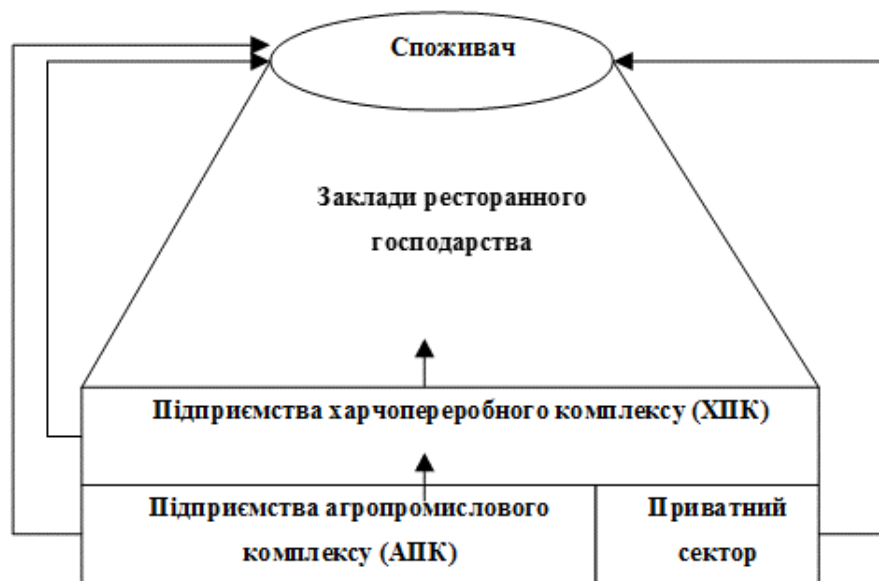 Споживач
Заклади ресторанного
господарства
Підприємства харчопереробного комплексу (ХПК)
Підприємства агропромислового
комплексу (АПК)
Приватний
сектор